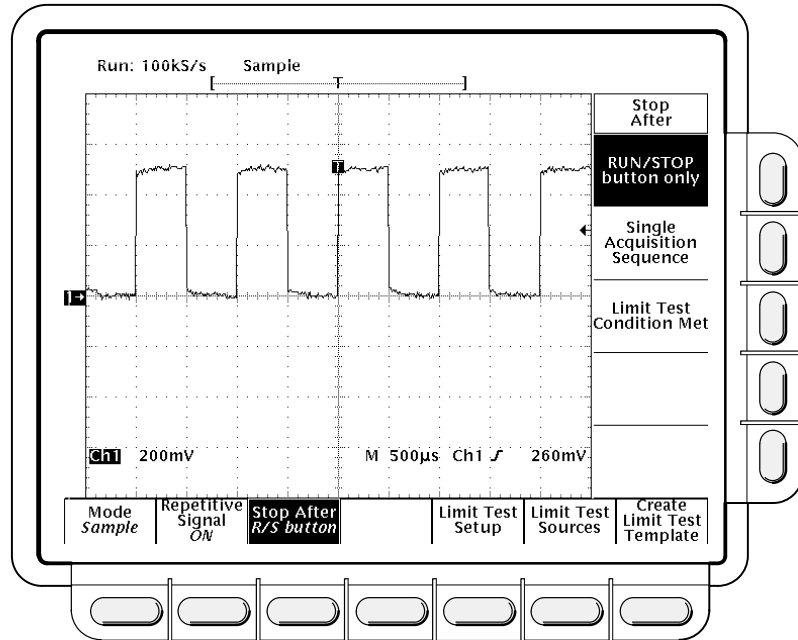 Run: 100kS/s Sample
[ T ]
T
1→
Ch1 200mV M 500μs Ch1 ƒ 260mV
Stop
After
RUN/STOP
button only
Single
Acquisition
Sequence
Limit Test
Condition Met
Mode
Sample
Repetitive
Signal
ON
Stop After
R/S button
Limit Test
Setup
Limit Test
Sources
Create
Limit Test
Template